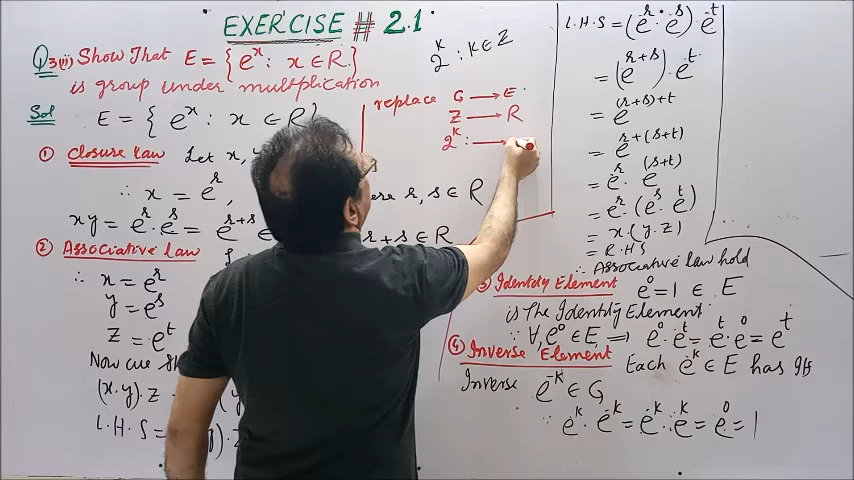 EXERCISE # 2.1
Q3(ii) Show That E = { e^x : x ∈ R }
is group under multiplication
Sol E = { e^x : x ∈ R }
① Closure law Let x,
∴ x = e^r, where r, s ∈ R
xy = e^r · e^s = e^(r+s) ∈ r+s ∈ R
② Associative law
∴ x = e^r
y = e^s
z = e^t
Now we
(x·y)·z =
L·H·S =
2^k : k ∈ Z
replace G → E
Z → R
2^k : →
L·H·S = (e^r · e^s) · e^t
= (e^(r+s)) · e^t
= e^((r+s)+t)
= e^(r+(s+t))
= e^r · e^(s+t)
= e^r · (e^s · e^t)
= x·(y·z)
= R·H·S
∴ Associative law hold
③ Identity Element e^0 = 1 ∈ E
is The Identity Element
∵ ∀, e^0 ∈ E, ⇒ e^0 · e^t = e^t · e^0 = e^t
④ Inverse Element Each e^k ∈ E has its
Inverse e^-k ∈ G
∵ e^k · e^-k = e^-k · e^k = e^0 = 1